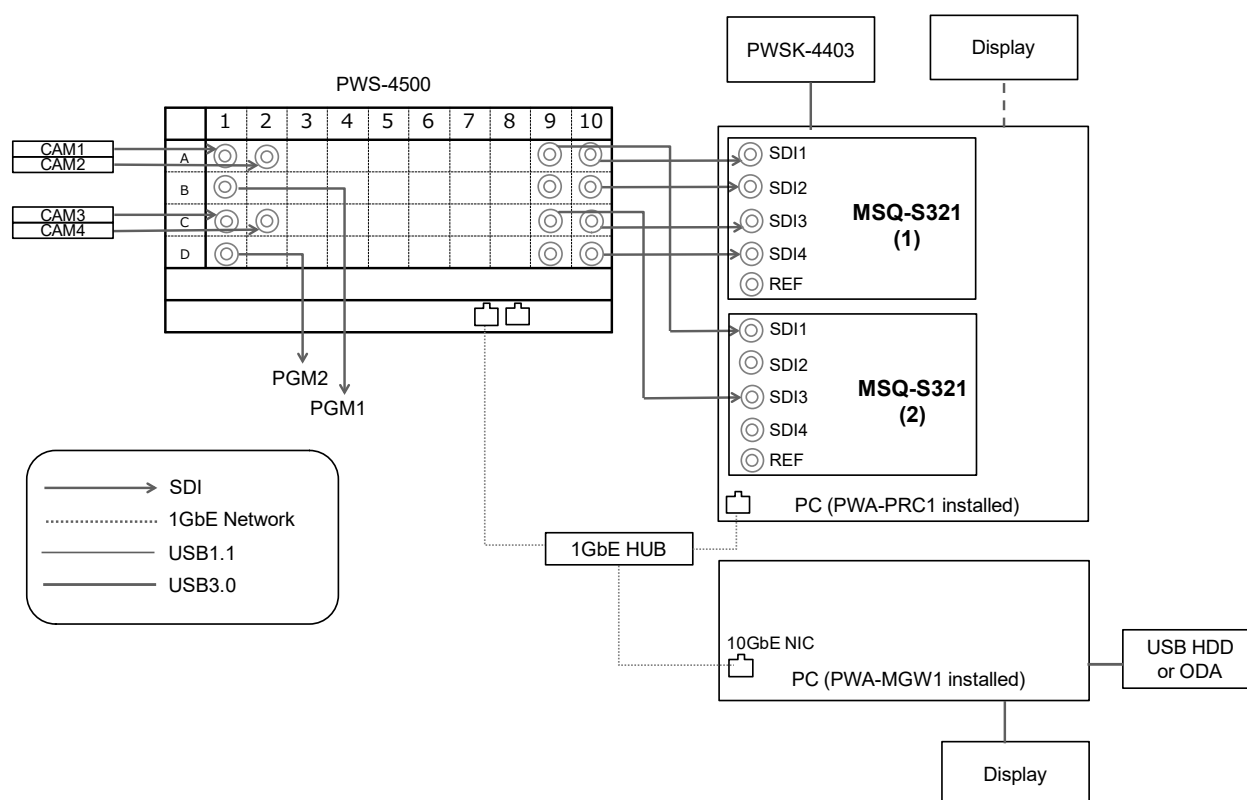 PWSK-4403
Display
PWS-4500
1 2 3 4 5 6 7 8 9 10
CAM1
CAM2
A
B
CAM3
CAM4
C
D
SDI1
SDI2
SDI3
SDI4
REF
MSQ-S321
(1)
SDI1
SDI2
SDI3
SDI4
REF
MSQ-S321
(2)
PC (PWA-PRC1 installed)
PGM2
PGM1
SDI
1GbE Network
USB1.1
USB3.0
1GbE HUB
10GbE NIC
PC (PWA-MGW1 installed)
USB HDD
or ODA
Display